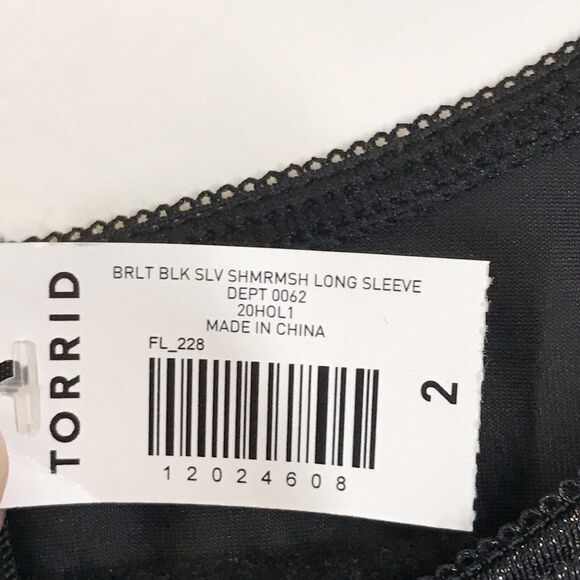 TORRID
BRLT BLK SLV SHMRMSH LONG SLEEVE
DEPT 0062
20HOL1
MADE IN CHINA
FL_228
12024608
2